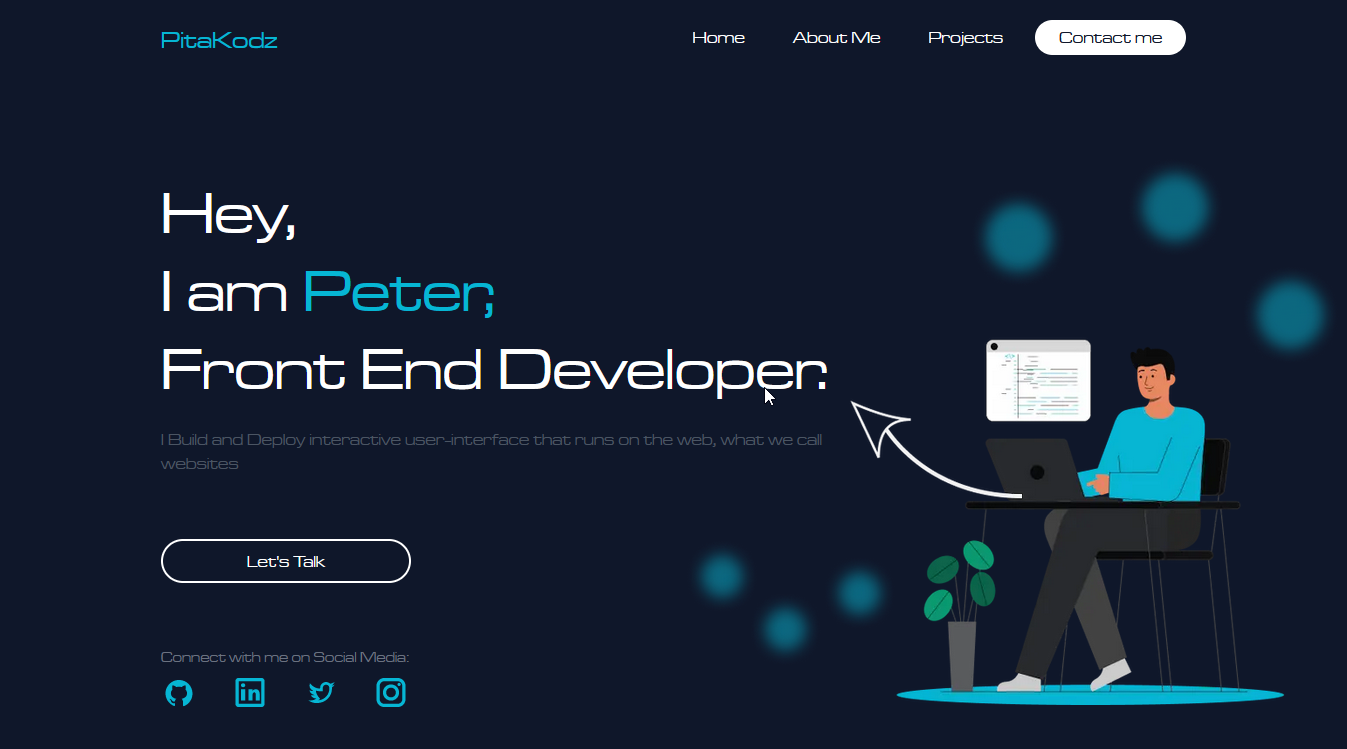 PitaKodz
Home About Me Projects Contact me
Hey,
I am Peter,
Front End Developer.
I Build and Deploy interactive user-interface that runs on the web, what we call
websites
Let's Talk
Connect with me on Social Media:
in